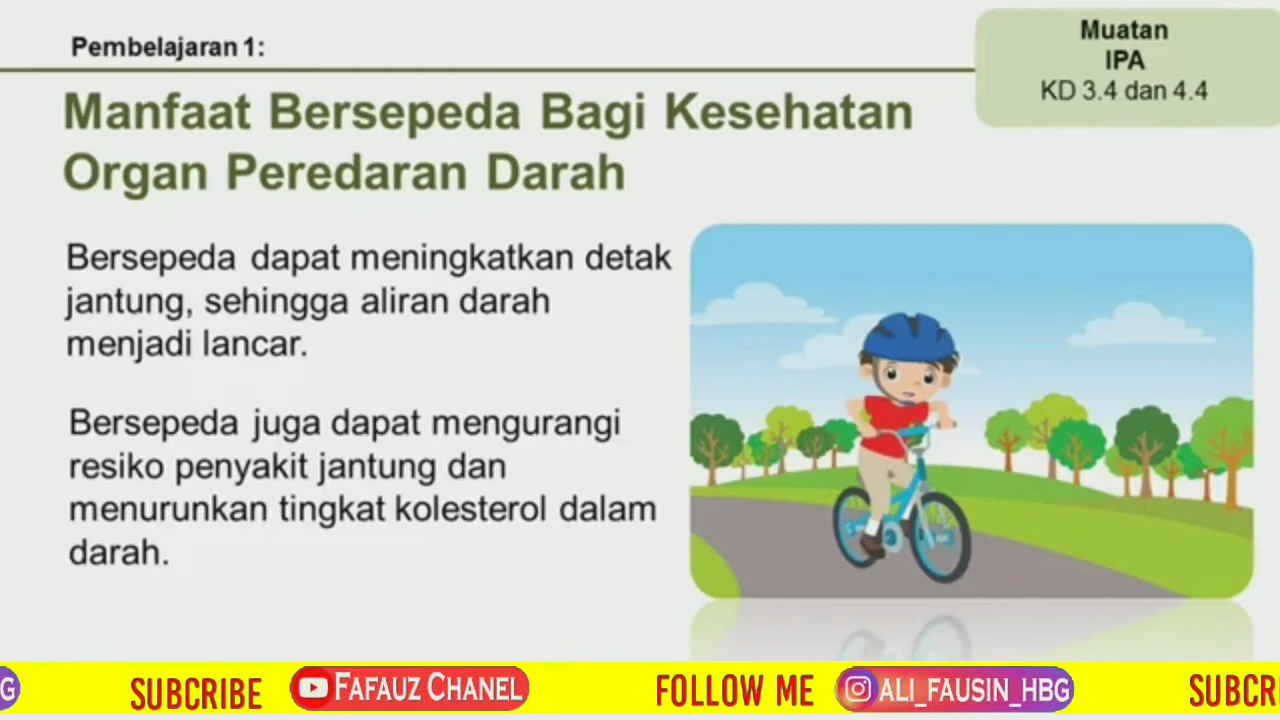 Pembelajaran 1:
Muatan
IPA
KD 3.4 dan 4.4
Manfaat Bersepeda Bagi Kesehatan
Organ Peredaran Darah
Bersepeda dapat meningkatkan detak
jantung, sehingga aliran darah
menjadi lancar.
Bersepeda juga dapat mengurangi
resiko penyakit jantung dan
menurunkan tingkat kolesterol dalam
darah.
G SUBCRIBE FAFAUZ CHANEL FOLLOW ME ALI_FAUSIN_HBG SUBCR